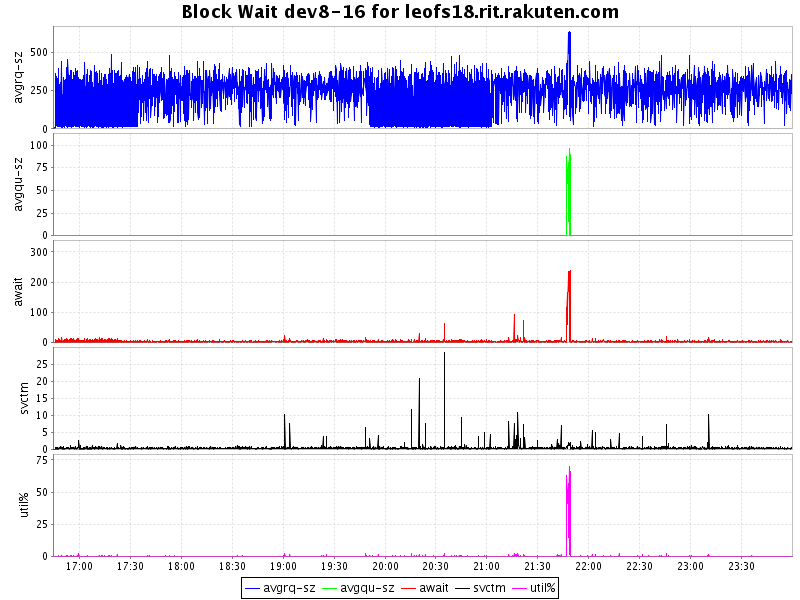 Block Wait dev8-16 for leofs18.rit.rakuten.com
avgrq-sz
500
250
0
avgqu-sz
100
75
50
25
0
await
300
200
100
0
svctm
25
20
15
10
5
0
util%
75
50
25
0
17:00 17:30 18:00 18:30 19:00 19:30 20:00 20:30 21:00 21:30 22:00 22:30 23:00 23:30
avgrq-sz avgqu-sz await svctm util%